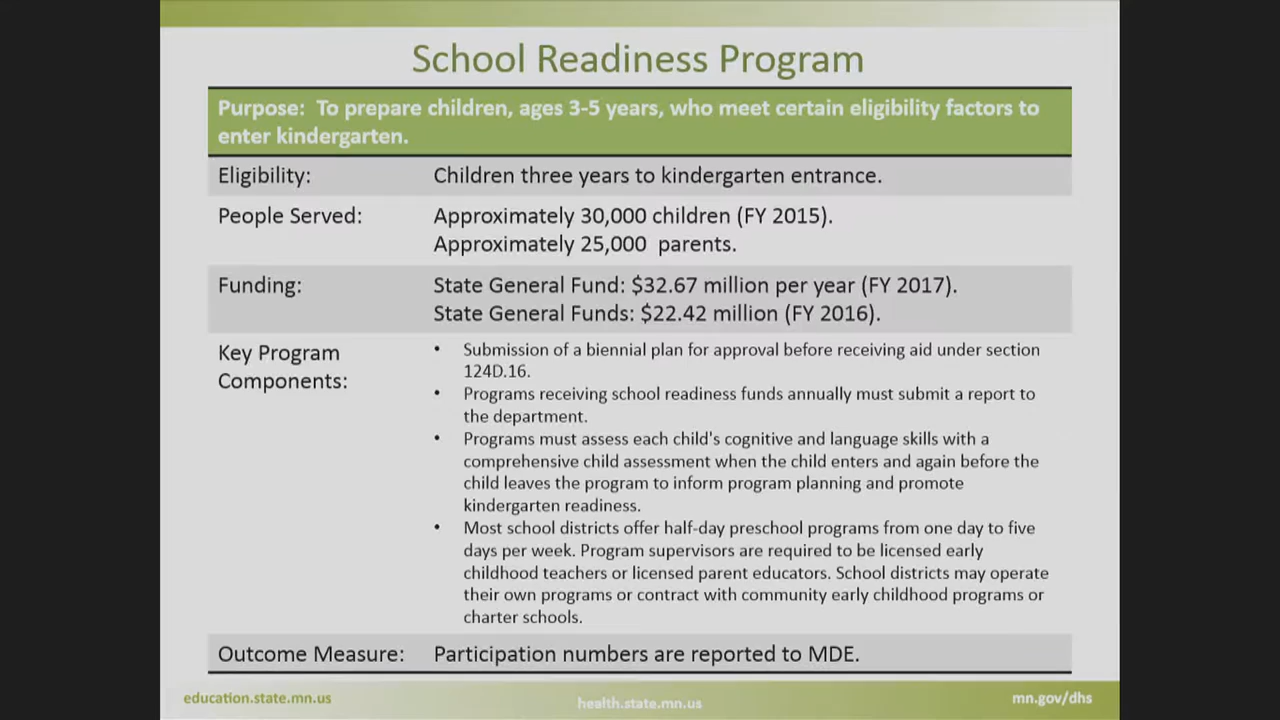 School Readiness Program
Purpose:  To prepare children, ages 3-5 years, who meet certain eligibility factors to
enter kindergarten.
Eligibility: Children three years to kindergarten entrance.
People Served: Approximately 30,000 children (FY 2015).
Approximately 25,000  parents.
Funding: State General Fund: $32.67 million per year (FY 2017).
State General Funds: $22.42 million (FY 2016).
Key Program
Components:
• Submission of a biennial plan for approval before receiving aid under section
124D.16.
• Programs receiving school readiness funds annually must submit a report to
the department.
• Programs must assess each child's cognitive and language skills with a
comprehensive child assessment when the child enters and again before the
child leaves the program to inform program planning and promote
kindergarten readiness.
• Most school districts offer half-day preschool programs from one day to five
days per week. Program supervisors are required to be licensed early
childhood teachers or licensed parent educators. School districts may operate
their own programs or contract with community early childhood programs or
charter schools.
Outcome Measure: Participation numbers are reported to MDE.
education.state.mn.us health.state.mn.us mn.gov/dhs